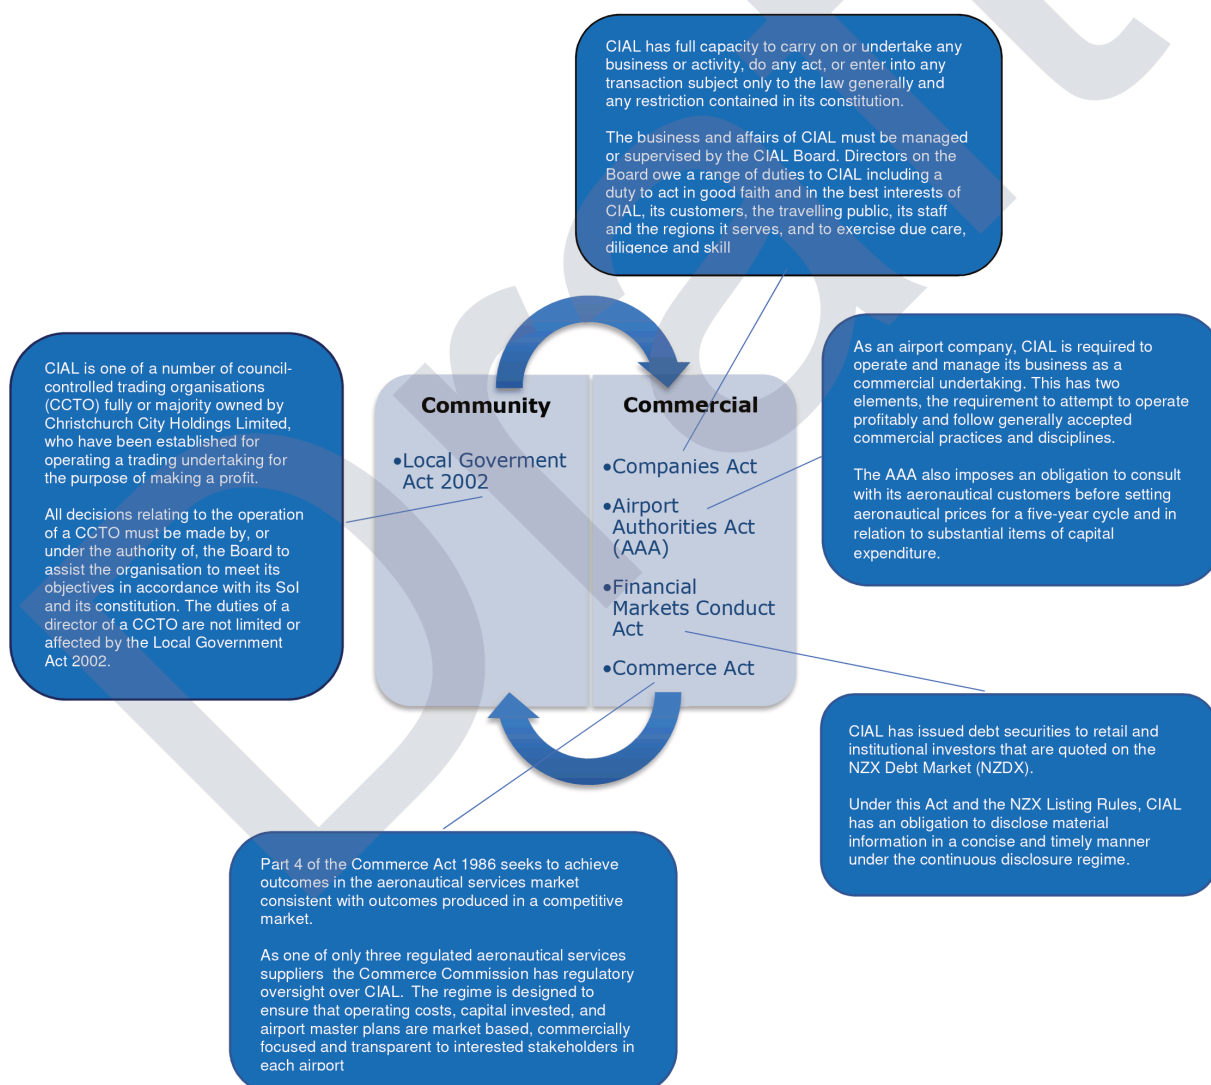 CIAL has full capacity to carry on or undertake any
business or activity, do any act, or enter into any
transaction subject only to the law generally and
any restriction contained in its constitution.
The business and affairs of CIAL must be managed
or supervised by the CIAL Board. Directors on the
Board owe a range of duties to CIAL including a
duty to act in good faith and in the best interests of
CIAL, its customers, the travelling public, its staff
and the regions it serves, and to exercise due care,
diligence and skill
CIAL is one of a number of council-
controlled trading organisations
(CCTO) fully or majority owned by
Christchurch City Holdings Limited,
who have been established for
operating a trading undertaking for
the purpose of making a profit.
All decisions relating to the operation
of a CCTO must be made by, or
under the authority of, the Board to
assist the organisation to meet its
objectives in accordance with its SoI
and its constitution. The duties of a
director of a CCTO are not limited or
affected by the Local Government
Act 2002.
Community
•Local Goverment
Act 2002
Commercial
•Companies Act
•Airport
Authorities Act
(AAA)
•Financial
Markets Conduct
Act
•Commerce Act
As an airport company, CIAL is required to
operate and manage its business as a
commercial undertaking. This has two
elements, the requirement to attempt to operate
profitably and follow generally accepted
commercial practices and disciplines.
The AAA also imposes an obligation to consult
with its aeronautical customers before setting
aeronautical prices for a five-year cycle and in
relation to substantial items of capital
expenditure.
CIAL has issued debt securities to retail and
institutional investors that are quoted on the
NZX Debt Market (NZDX).
Under this Act and the NZX Listing Rules, CIAL
has an obligation to disclose material
information in a concise and timely manner
under the continuous disclosure regime.
Part 4 of the Commerce Act 1986 seeks to achieve
outcomes in the aeronautical services market
consistent with outcomes produced in a competitive
market.
As one of only three regulated aeronautical services
suppliers  the Commerce Commission has regulatory
oversight over CIAL.  The regime is designed to
ensure that operating costs, capital invested, and
airport master plans are market based, commercially
focused and transparent to interested stakeholders in
each airport
Draft